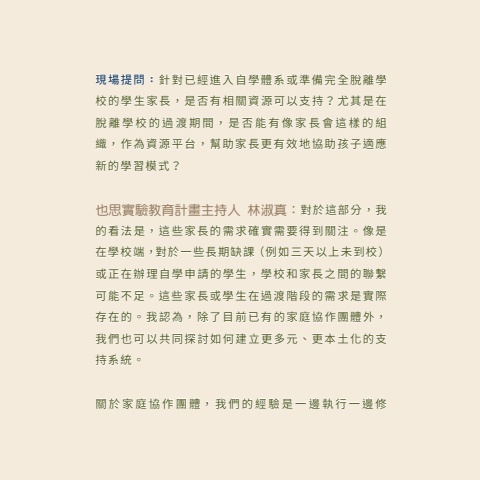 現場提問：針對已經進入自學體系或準備完全脫離學
校的學生家長，是否有相關資源可以支持？尤其是在
脫離學校的過渡期間，是否能有像家長會這樣的組
織，作為資源平台，幫助家長更有效地協助孩子適應
新的學習模式？
也思實驗教育計畫主持人 林淑真：對於這部分，我
的看法是，這些家長的需求確實需要得到關注。像是
在學校端，對於一些長期缺課（例如三天以上未到校）
或正在辦理自學申請的學生，學校和家長之間的聯繫
可能不足。這些家長或學生在過渡階段的需求是實際
存在的。我認為，除了目前已有的家庭協作團體外，
我們也可以共同探討如何建立更多元、更本土化的支
持系統。
關於家庭協作團體，我們的經驗是一邊執行一邊修